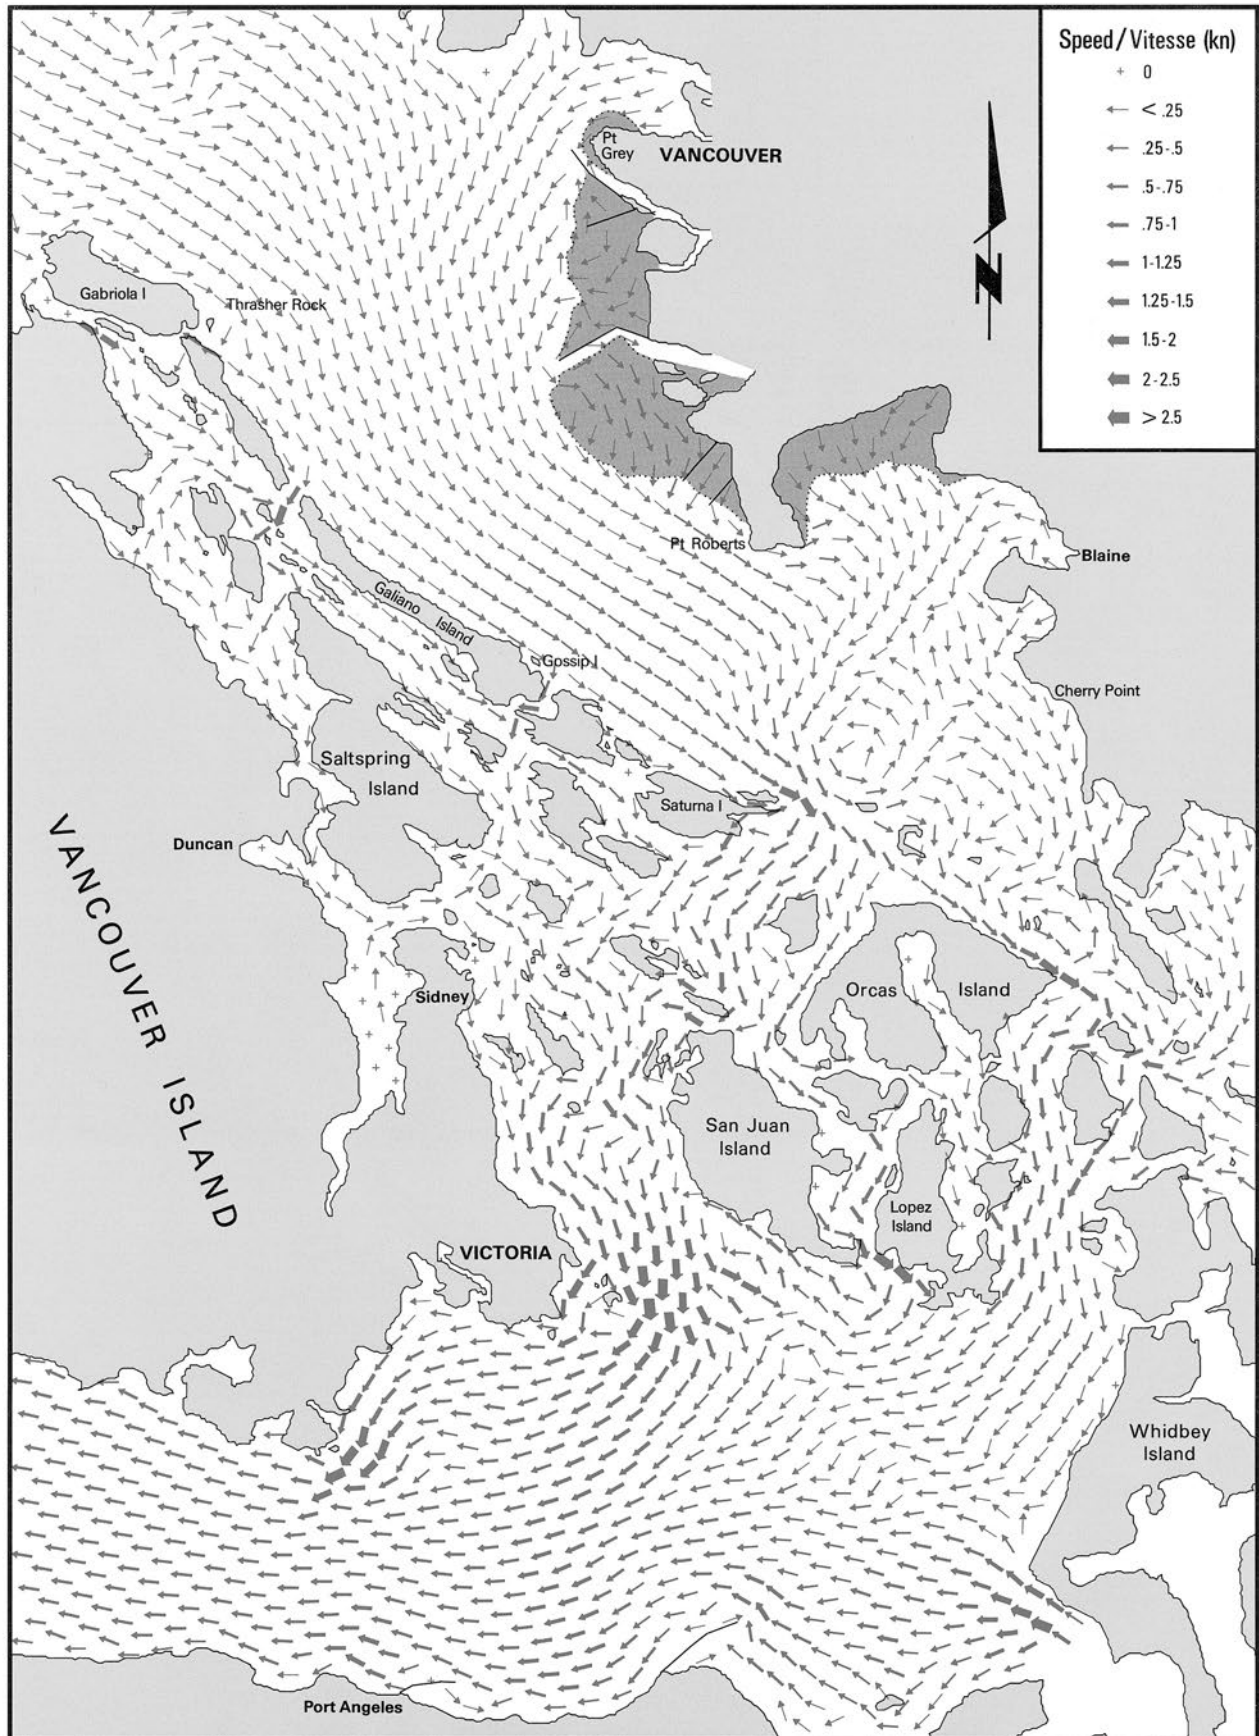 Speed/Vitesse (kn)
0
< .25
.25-.5
.5-.75
.75-1
1-1.25
1.25-1.5
1.5-2
2-2.5
> 2.5
N
Pt
Grey
VANCOUVER
Gabriola I
Thrasher Rock
Pt Roberts
Blaine
Galiano
Island
Gossip I
Cherry Point
Saltspring
Island
Saturna I
Duncan
VANCOUVER ISLAND
Sidney
Orcas Island
San Juan
Island
Lopez
Island
VICTORIA
Whidbey
Island
Port Angeles